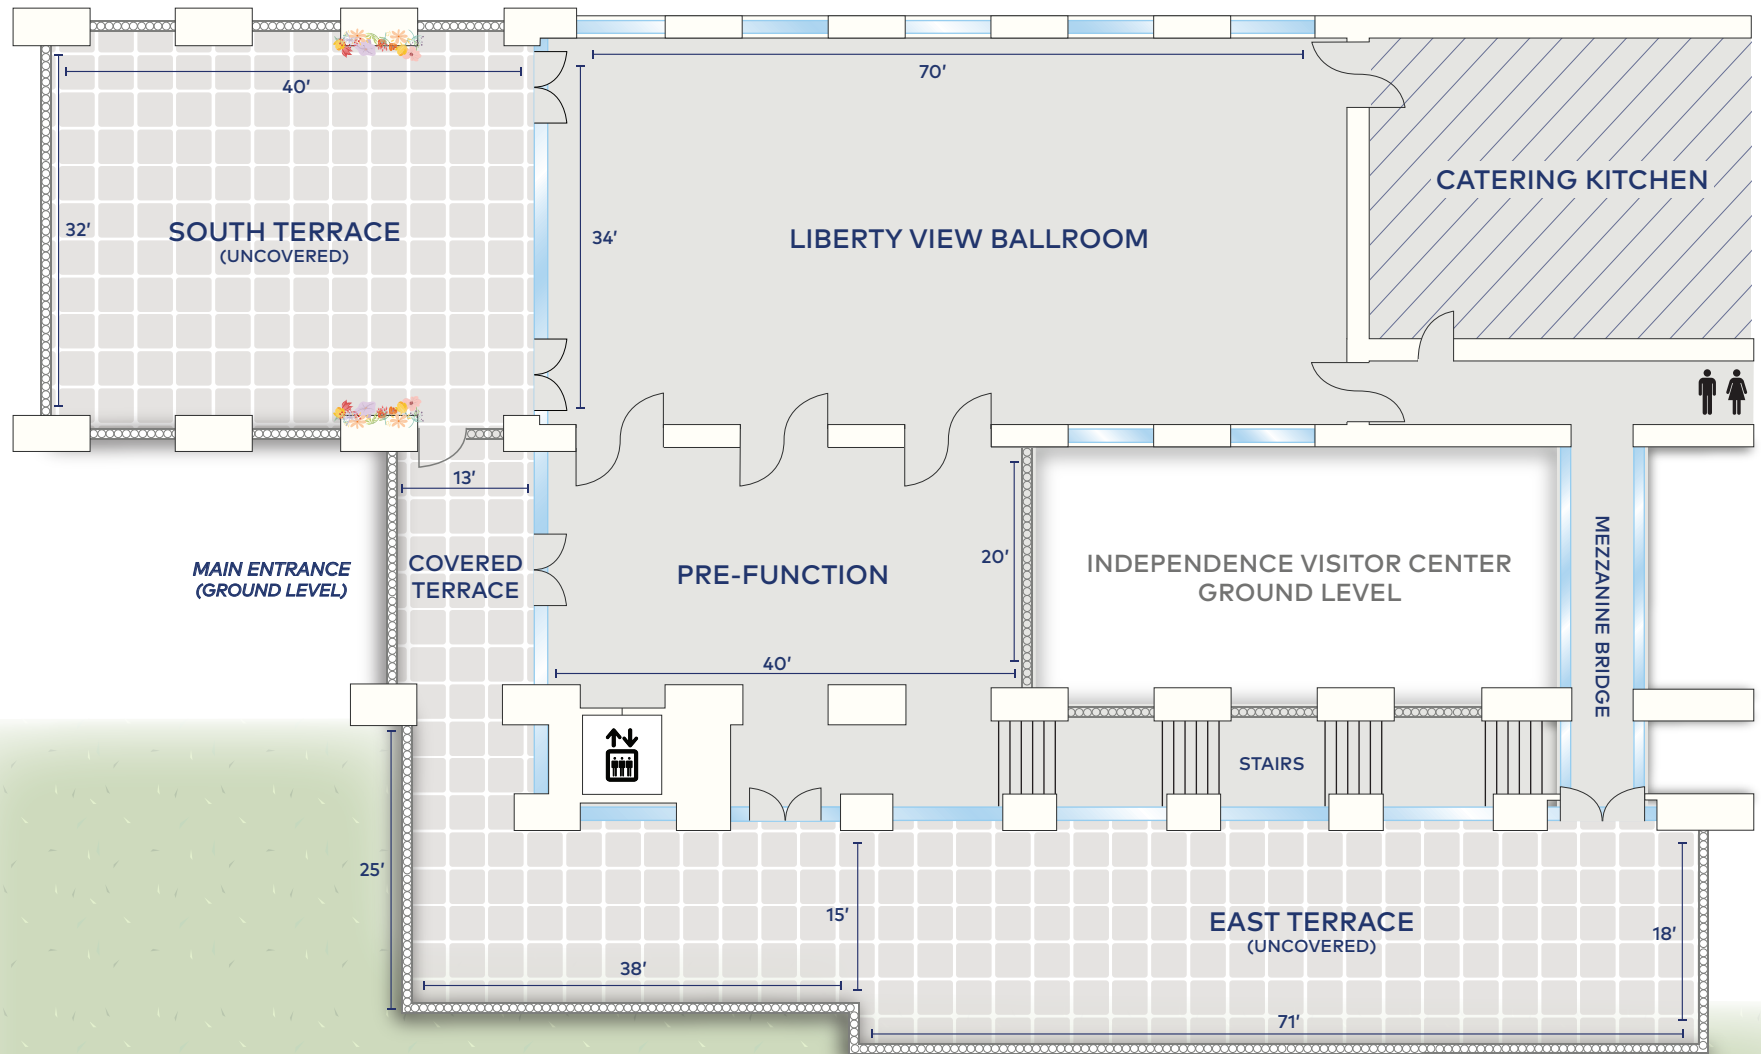 40'
70'
CATERING KITCHEN
32'
SOUTH TERRACE
(UNCOVERED)
34'
LIBERTY VIEW BALLROOM
13'
MAIN ENTRANCE
(GROUND LEVEL)
COVERED
TERRACE
PRE-FUNCTION
20'
INDEPENDENCE VISITOR CENTER
GROUND LEVEL
MEZZANINE BRIDGE
40'
STAIRS
25'
15'
EAST TERRACE
(UNCOVERED)
18'
38'
71'